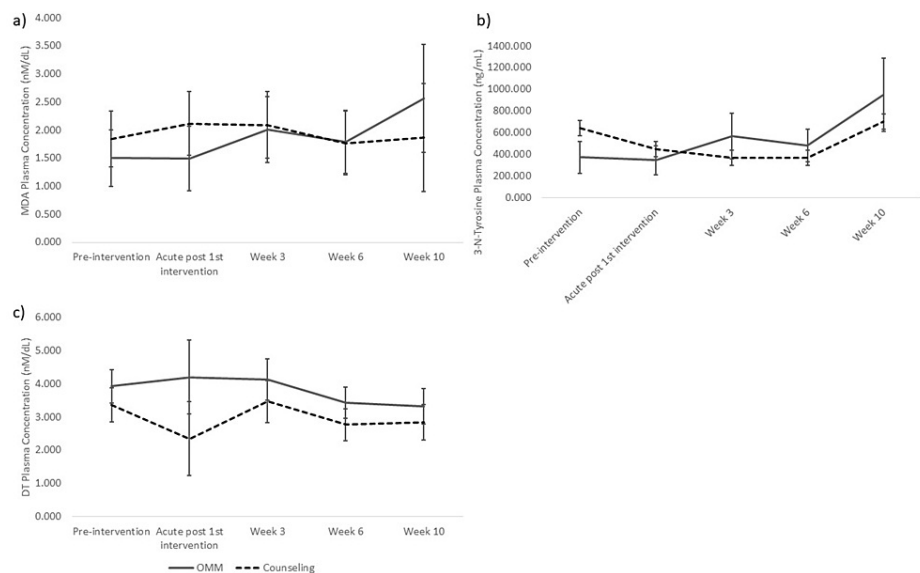 a)
4.000
3.500
3.000
2.500
2.000
1.500
1.000
0.500
0.000
MDA Plasma Concentration (nM/dL)
Pre-intervention
Acute post 1st
intervention
Week 3
Week 6
Week 10
b)
1400.000
1200.000
1000.000
800.000
600.000
400.000
200.000
0.000
3-N-Tyrosine Plasma Concentration (ng/mL)
Pre-intervention
Acute post 1st intervention
Week 3
Week 6
Week 10
c)
6.000
5.000
4.000
3.000
2.000
1.000
0.000
DT Plasma Concentration (nM/dL)
Pre-intervention
Acute post 1st
intervention
Week 3
Week 6
Week 10
OMM
Counseling